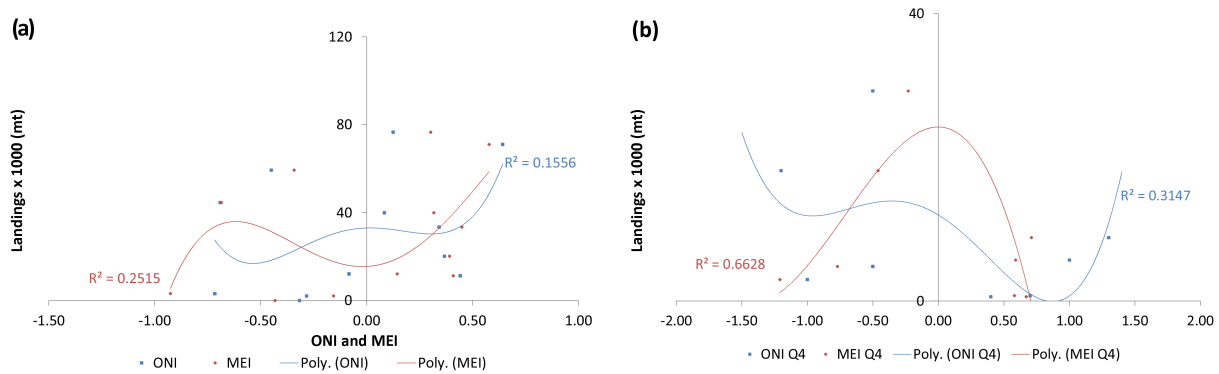 (a)
Landings x 1000 (mt)
120
80
40
0
R² = 0.1556
R² = 0.2515
-1.50 -1.00 -0.50 0.00 0.50 1.00
ONI and MEI
ONI MEI Poly. (ONI) Poly. (MEI)
(b)
Landings x 1000 (mt)
40
0
R² = 0.3147
R² = 0.6628
-2.00 -1.50 -1.00 -0.50 0.00 0.50 1.00 1.50 2.00
ONI Q4 MEI Q4 Poly. (ONI Q4) Poly. (MEI Q4)